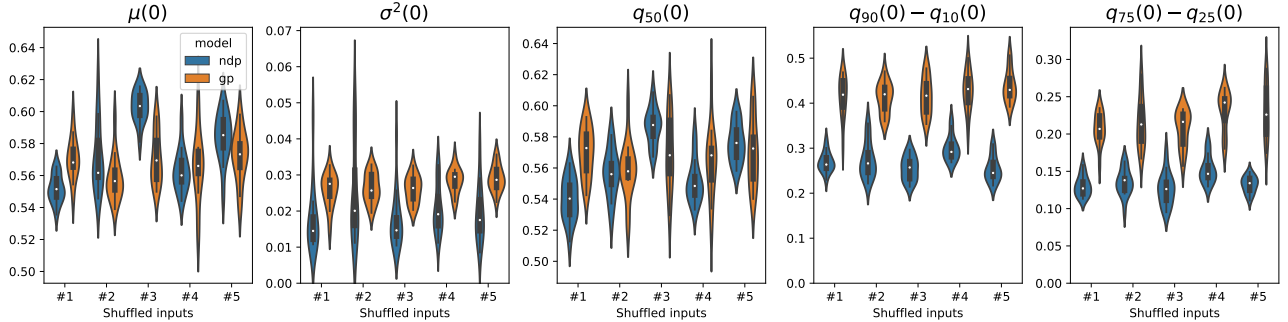 μ(0)
0.64
0.62
0.60
0.58
0.56
0.54
0.52
0.50
model
ndp
gp
#1 #2 #3 #4 #5
Shuffled inputs
σ²(0)
0.07
0.06
0.05
0.04
0.03
0.02
0.01
0.00
#1 #2 #3 #4 #5
Shuffled inputs
q₅₀(0)
0.64
0.62
0.60
0.58
0.56
0.54
0.52
0.50
#1 #2 #3 #4 #5
Shuffled inputs
q₉₀(0) − q₁₀(0)
0.5
0.4
0.3
0.2
0.1
0.0
#1 #2 #3 #4 #5
Shuffled inputs
q₇₅(0) − q₂₅(0)
0.30
0.25
0.20
0.15
0.10
0.05
0.00
#1 #2 #3 #4 #5
Shuffled inputs